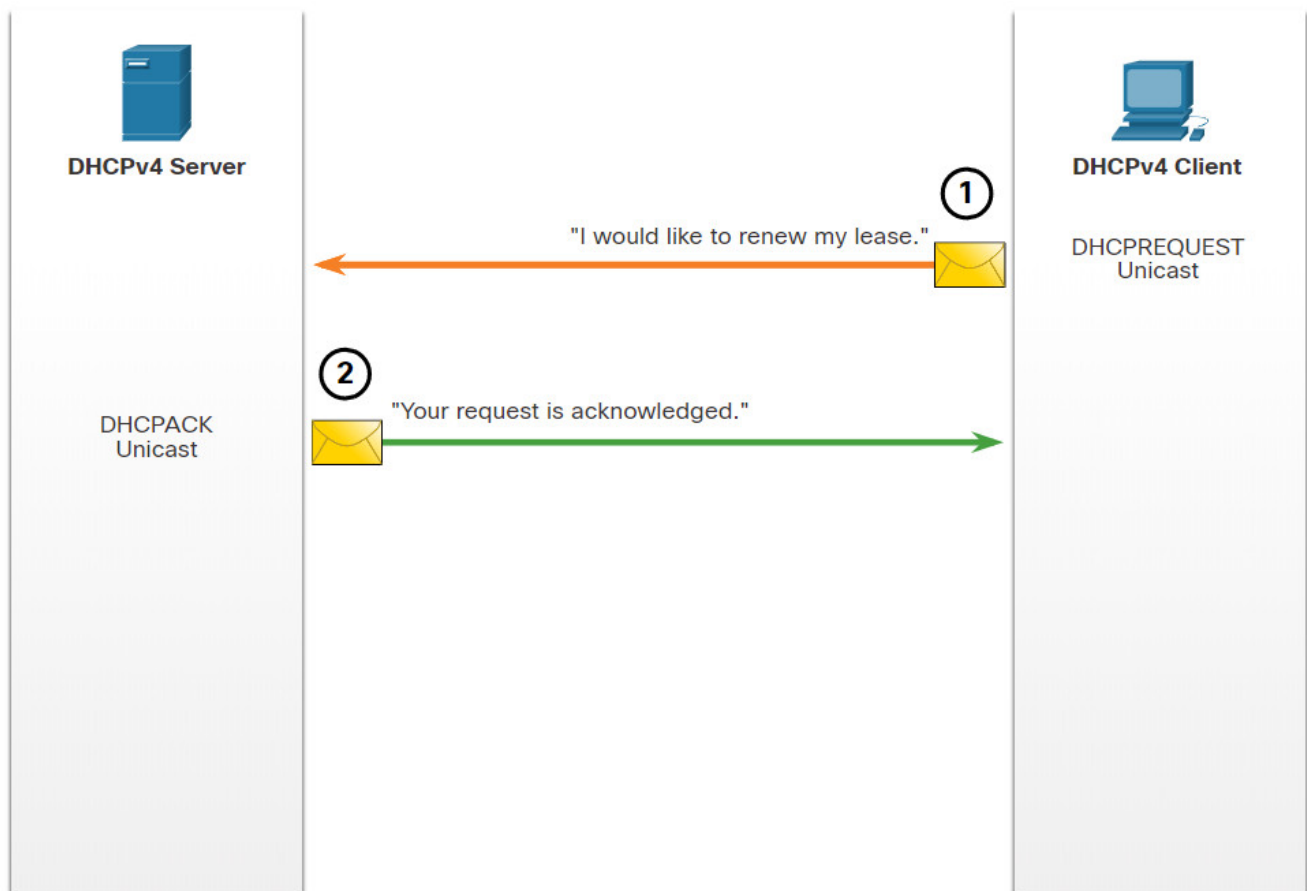 DHCPv4 Server
DHCPv4 Client
1
"I would like to renew my lease."
DHCPREQUEST
Unicast
2
"Your request is acknowledged."
DHCPACK
Unicast